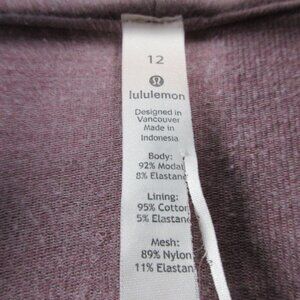 12
lululemon
Designed in
Vancouver
Made in
Indonesia
Body:
92% Modal
8% Elastane
Lining:
95% Cotton
5% Elastane
Mesh:
89% Nylon
11% Elastan